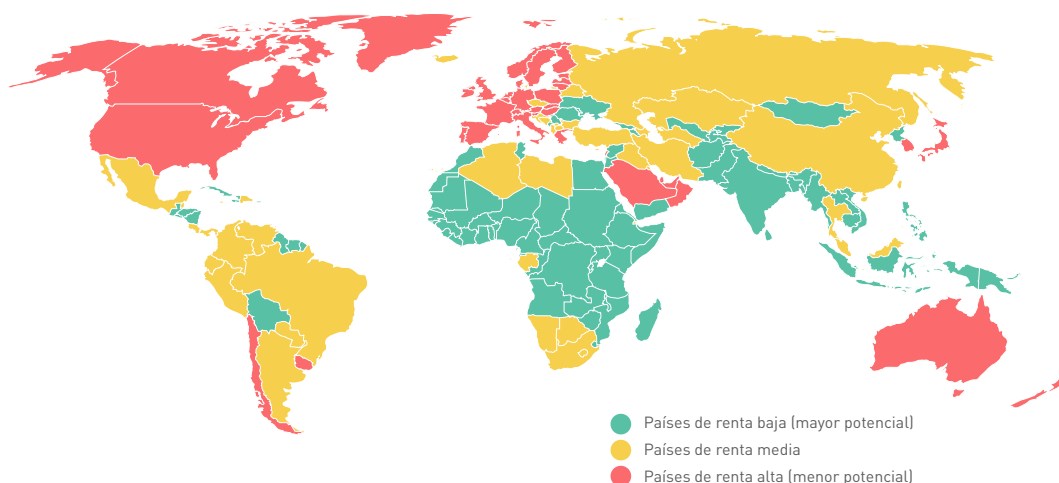 Países de renta baja (mayor potencial)
Países de renta media
Países de renta alta (menor potencial)